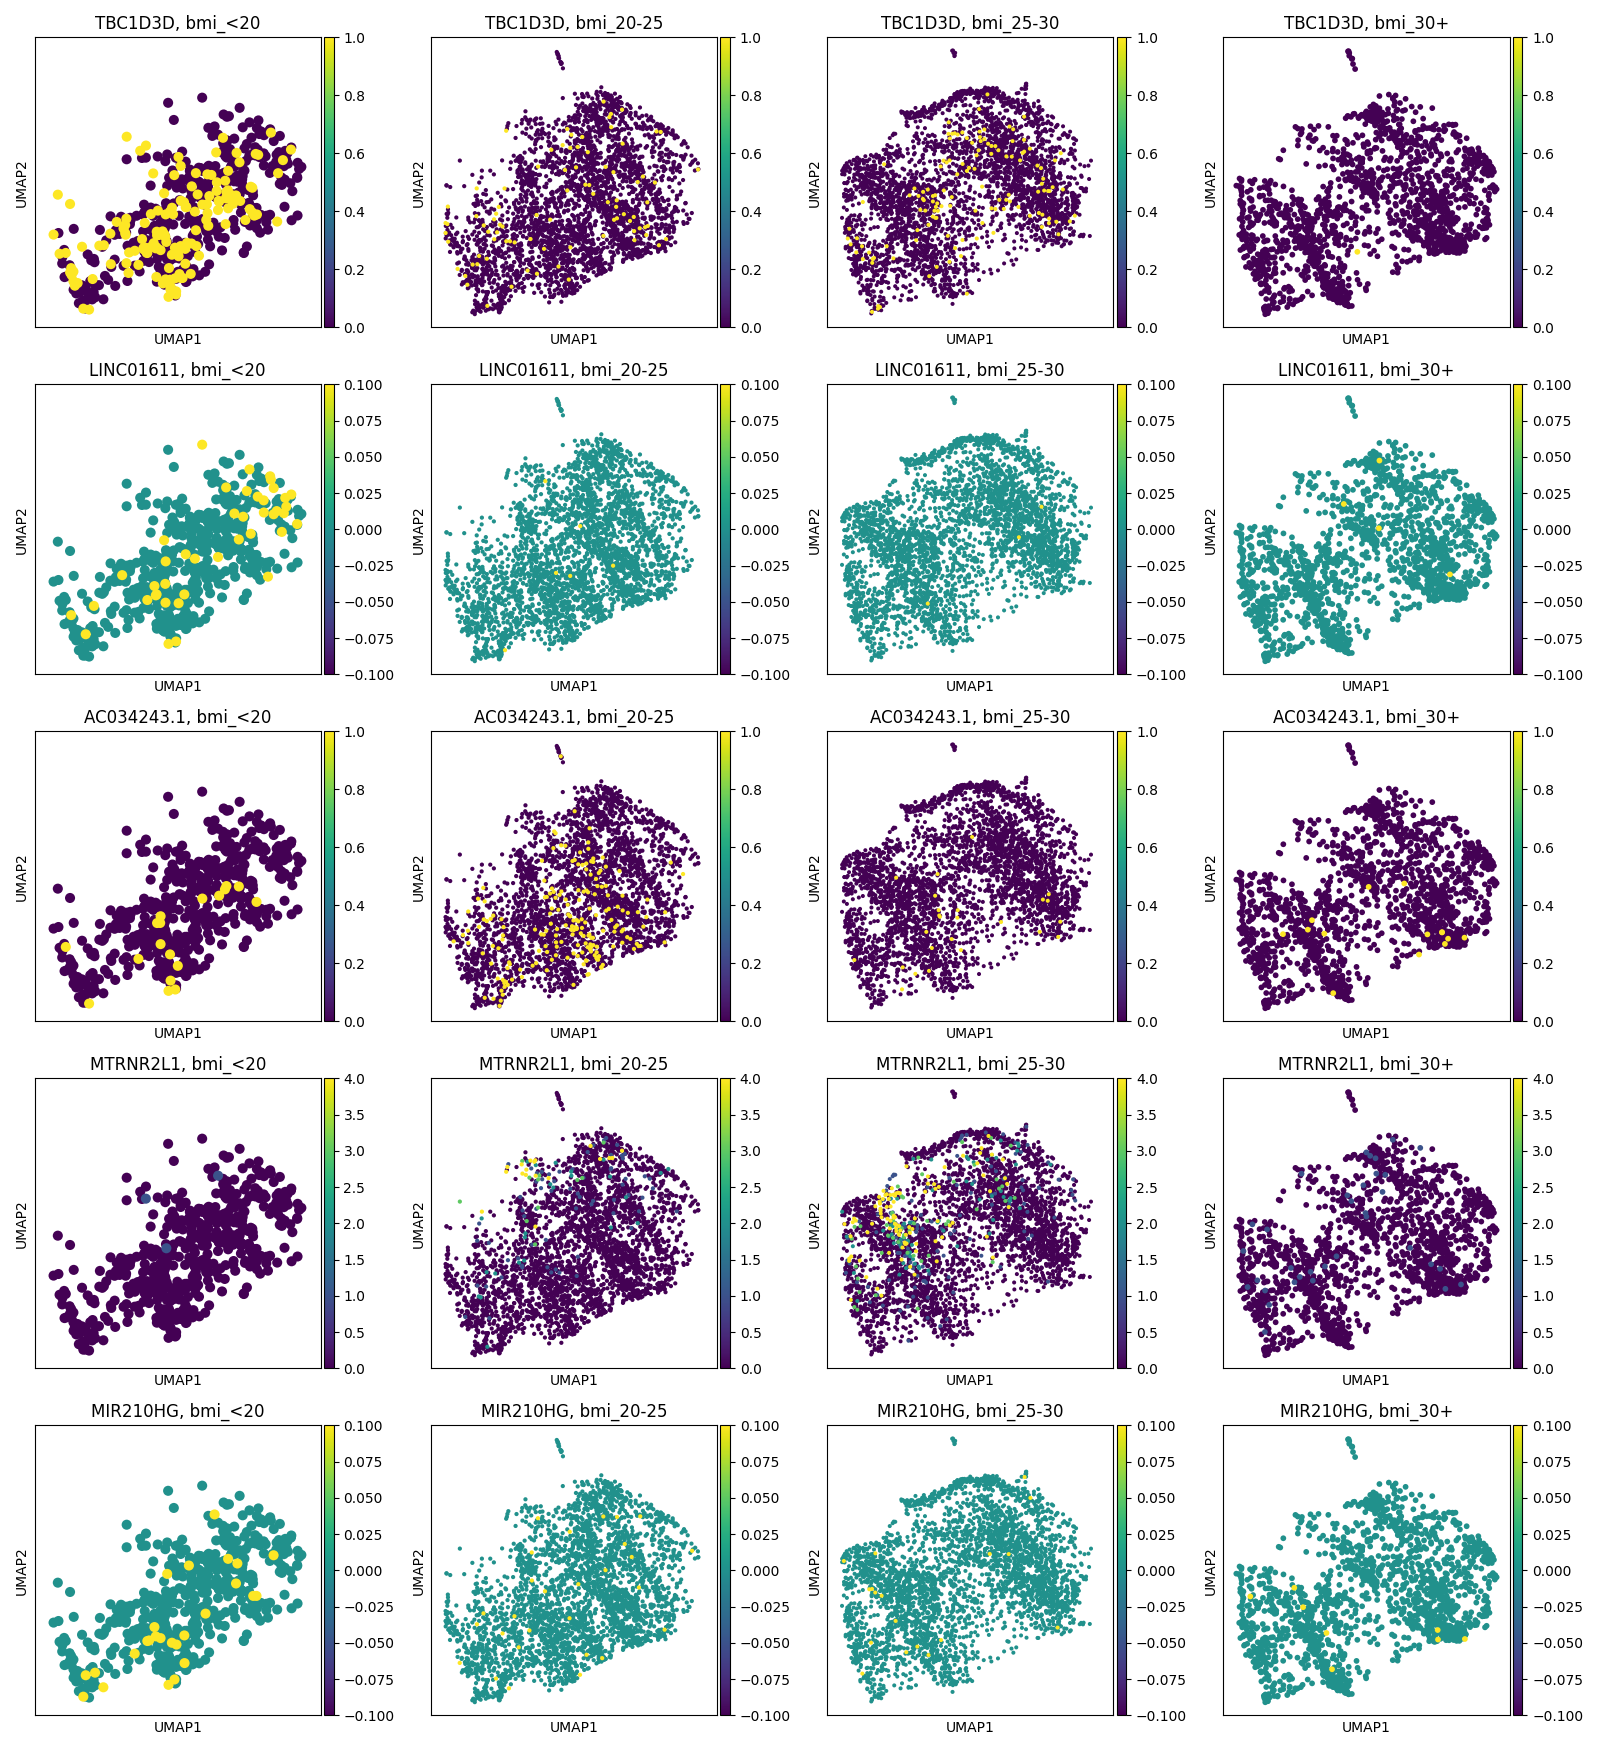 TBC1D3D, bmi_<20
TBC1D3D, bmi_20-25
TBC1D3D, bmi_25-30
TBC1D3D, bmi_30+
1.0
0.8
0.6
0.4
0.2
0.0
UMAP2
UMAP1
1.0
0.8
0.6
0.4
0.2
0.0
UMAP2
UMAP1
1.0
0.8
0.6
0.4
0.2
0.0
UMAP2
UMAP1
1.0
0.8
0.6
0.4
0.2
0.0
UMAP2
UMAP1
LINC01611, bmi_<20
LINC01611, bmi_20-25
LINC01611, bmi_25-30
LINC01611, bmi_30+
0.100
0.075
0.050
0.025
0.000
−0.025
−0.050
−0.075
−0.100
UMAP2
UMAP1
0.100
0.075
0.050
0.025
0.000
−0.025
−0.050
−0.075
−0.100
UMAP2
UMAP1
0.100
0.075
0.050
0.025
0.000
−0.025
−0.050
−0.075
−0.100
UMAP2
UMAP1
0.100
0.075
0.050
0.025
0.000
−0.025
−0.050
−0.075
−0.100
UMAP2
UMAP1
AC034243.1, bmi_<20
AC034243.1, bmi_20-25
AC034243.1, bmi_25-30
AC034243.1, bmi_30+
1.0
0.8
0.6
0.4
0.2
0.0
UMAP2
UMAP1
1.0
0.8
0.6
0.4
0.2
0.0
UMAP2
UMAP1
1.0
0.8
0.6
0.4
0.2
0.0
UMAP2
UMAP1
1.0
0.8
0.6
0.4
0.2
0.0
UMAP2
UMAP1
MTRNR2L1, bmi_<20
MTRNR2L1, bmi_20-25
MTRNR2L1, bmi_25-30
MTRNR2L1, bmi_30+
4.0
3.5
3.0
2.5
2.0
1.5
1.0
0.5
0.0
UMAP2
UMAP1
4.0
3.5
3.0
2.5
2.0
1.5
1.0
0.5
0.0
UMAP2
UMAP1
4.0
3.5
3.0
2.5
2.0
1.5
1.0
0.5
0.0
UMAP2
UMAP1
4.0
3.5
3.0
2.5
2.0
1.5
1.0
0.5
0.0
UMAP2
UMAP1
MIR210HG, bmi_<20
MIR210HG, bmi_20-25
MIR210HG, bmi_25-30
MIR210HG, bmi_30+
0.100
0.075
0.050
0.025
0.000
−0.025
−0.050
−0.075
−0.100
UMAP2
UMAP1
0.100
0.075
0.050
0.025
0.000
−0.025
−0.050
−0.075
−0.100
UMAP2
UMAP1
0.100
0.075
0.050
0.025
0.000
−0.025
−0.050
−0.075
−0.100
UMAP2
UMAP1
0.100
0.075
0.050
0.025
0.000
−0.025
−0.050
−0.075
−0.100
UMAP2
UMAP1